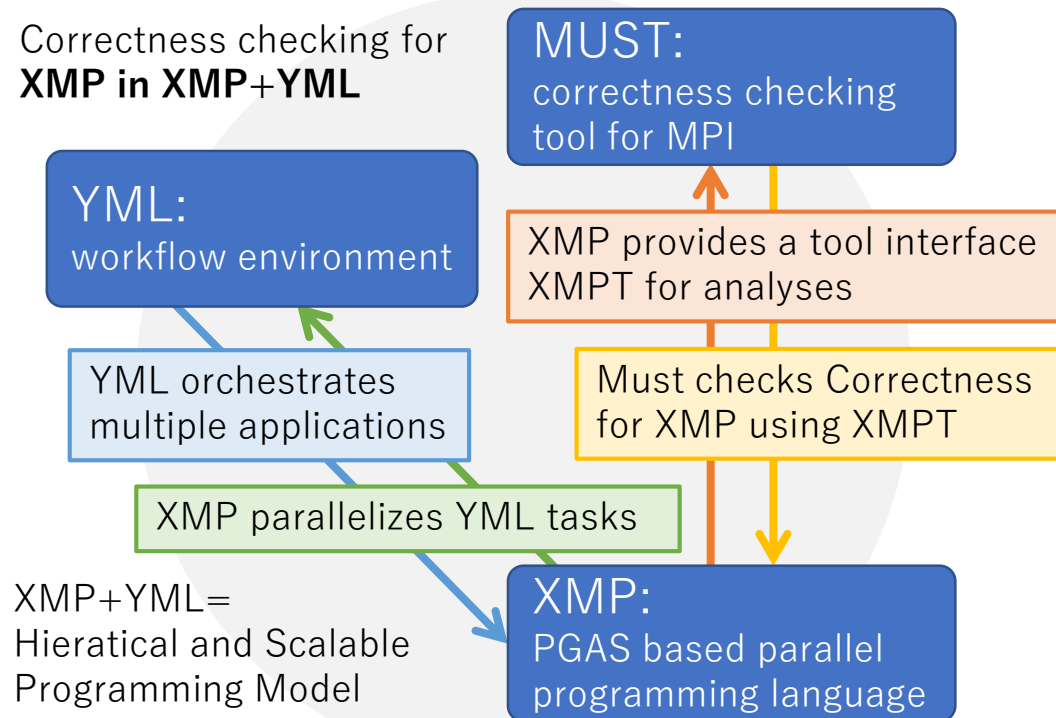 Correctness checking for
XMP in XMP+YML
MUST:
correctness checking
tool for MPI
YML:
workflow environment
XMP provides a tool interface
XMPT for analyses
YML orchestrates
multiple applications
Must checks Correctness
for XMP using XMPT
XMP parallelizes YML tasks
XMP+YML=
Hieratical and Scalable
Programming Model
XMP:
PGAS based parallel
programming language